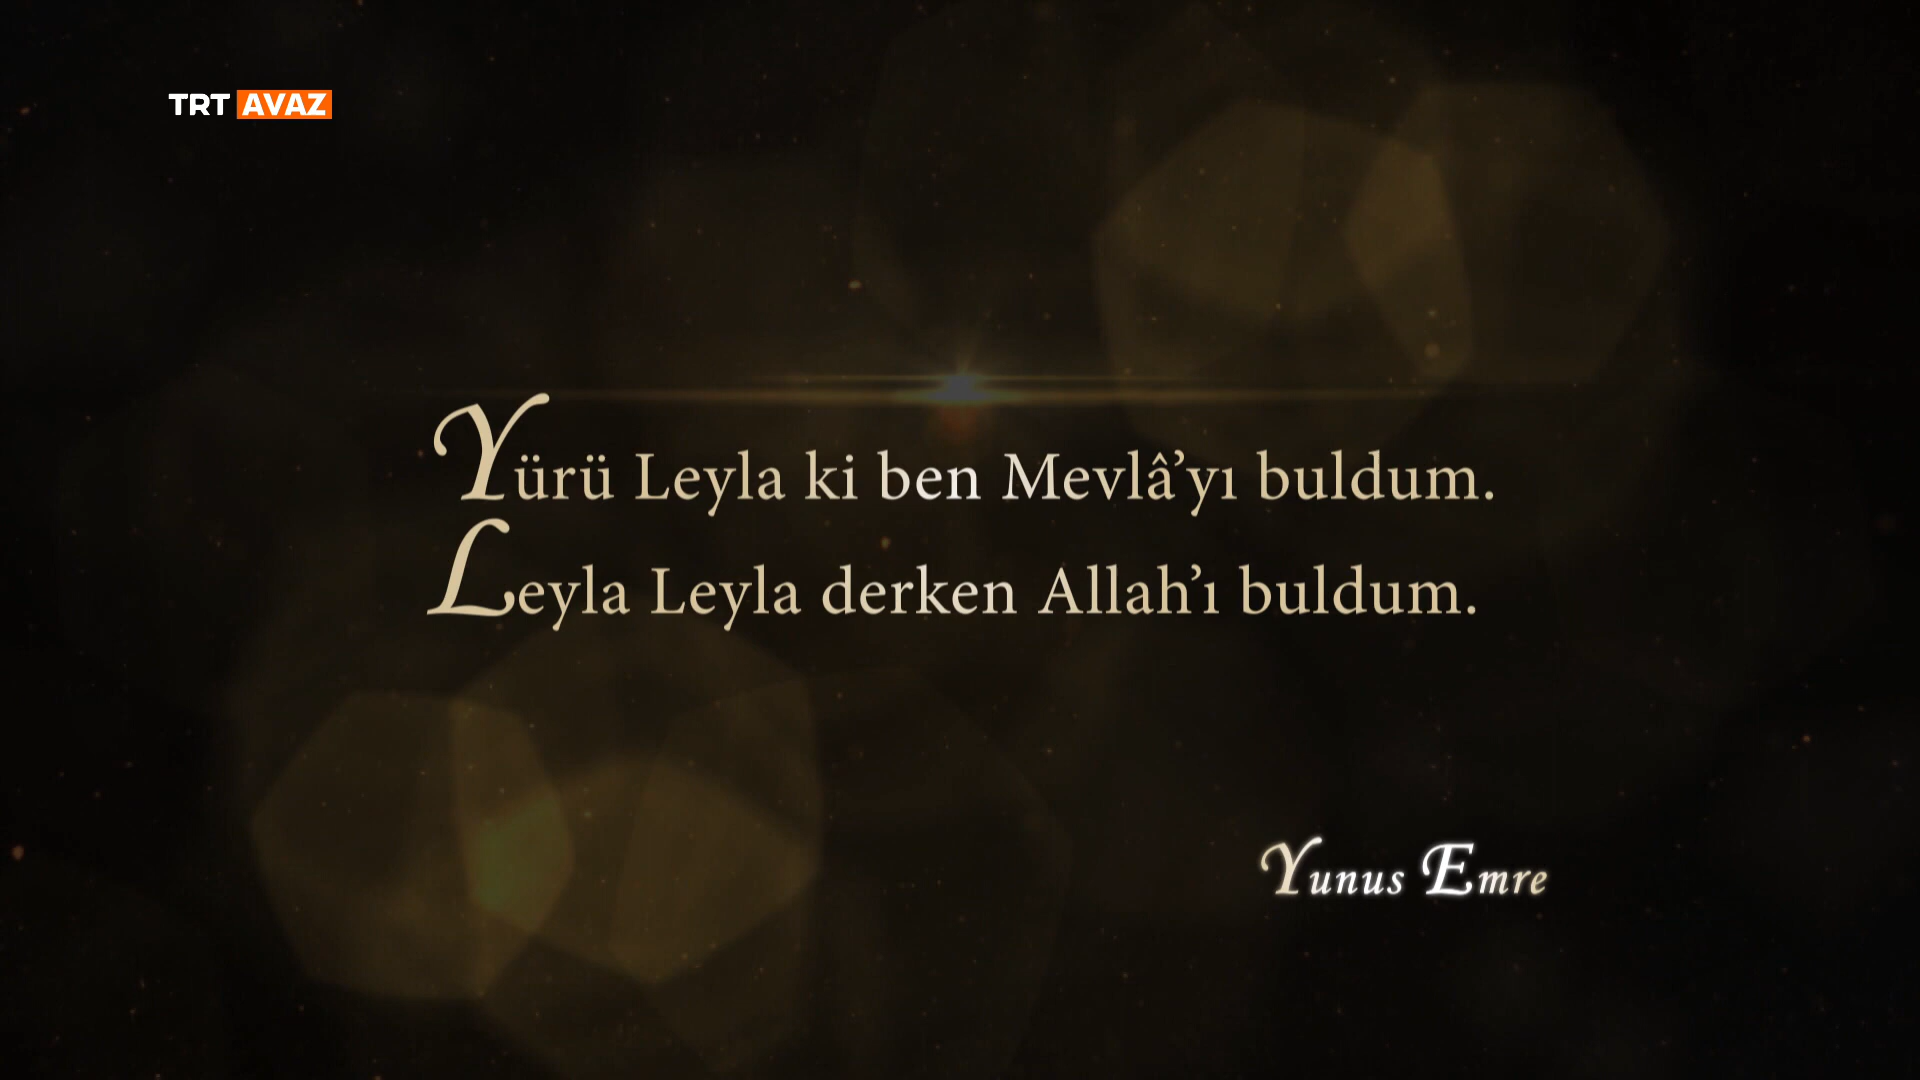 TRT AVAZ
Yürü Leyla ki ben Mevlâ’yı buldum.
Leyla Leyla derken Allah’ı buldum.
Yunus Emre